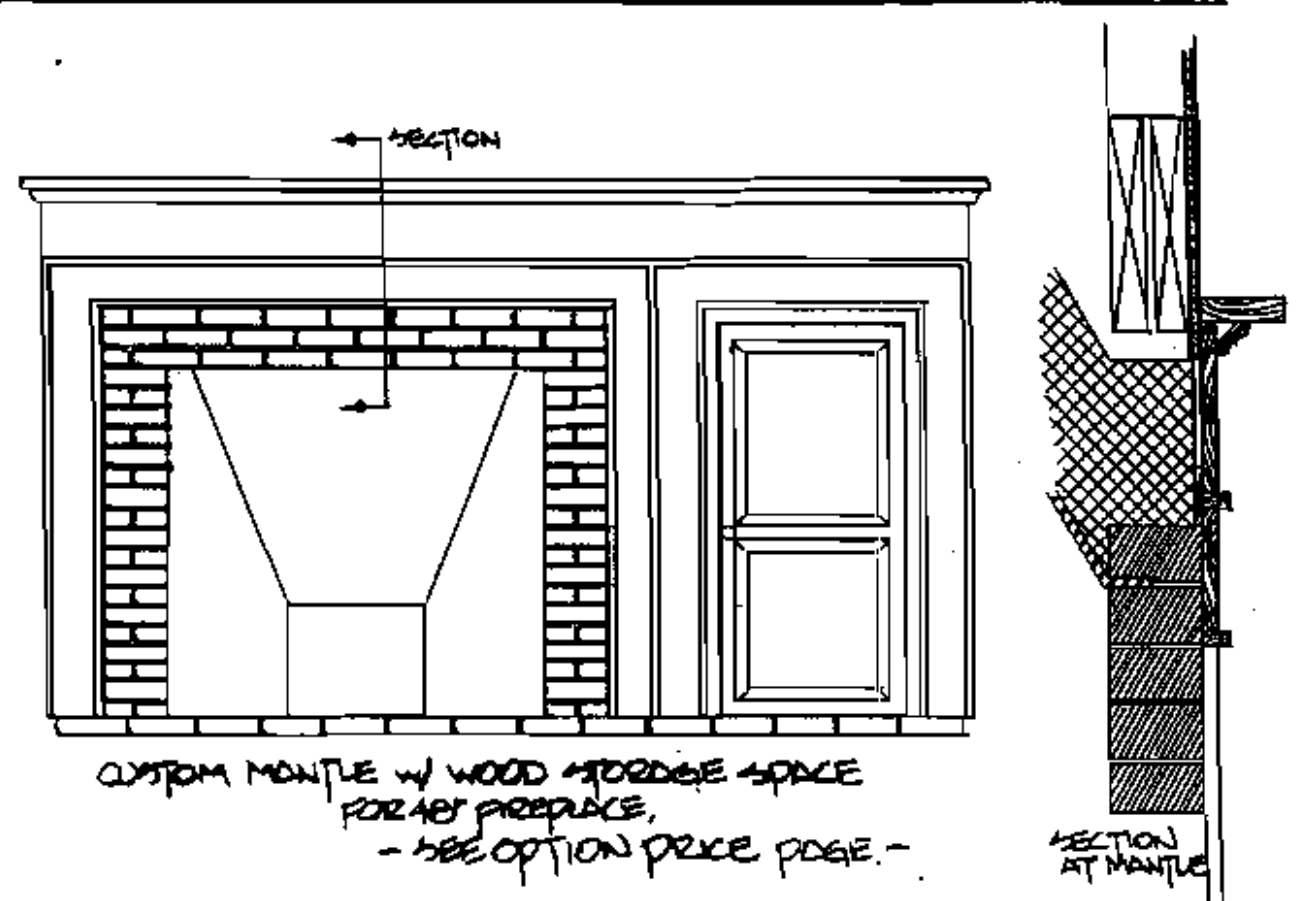 SECTION
CUSTOM MANTLE w/ WOOD STORAGE SPACE
FOR 48" FIREPLACE.
- SEE OPTION PRICE PAGE. -
SECTION
AT MANTLE